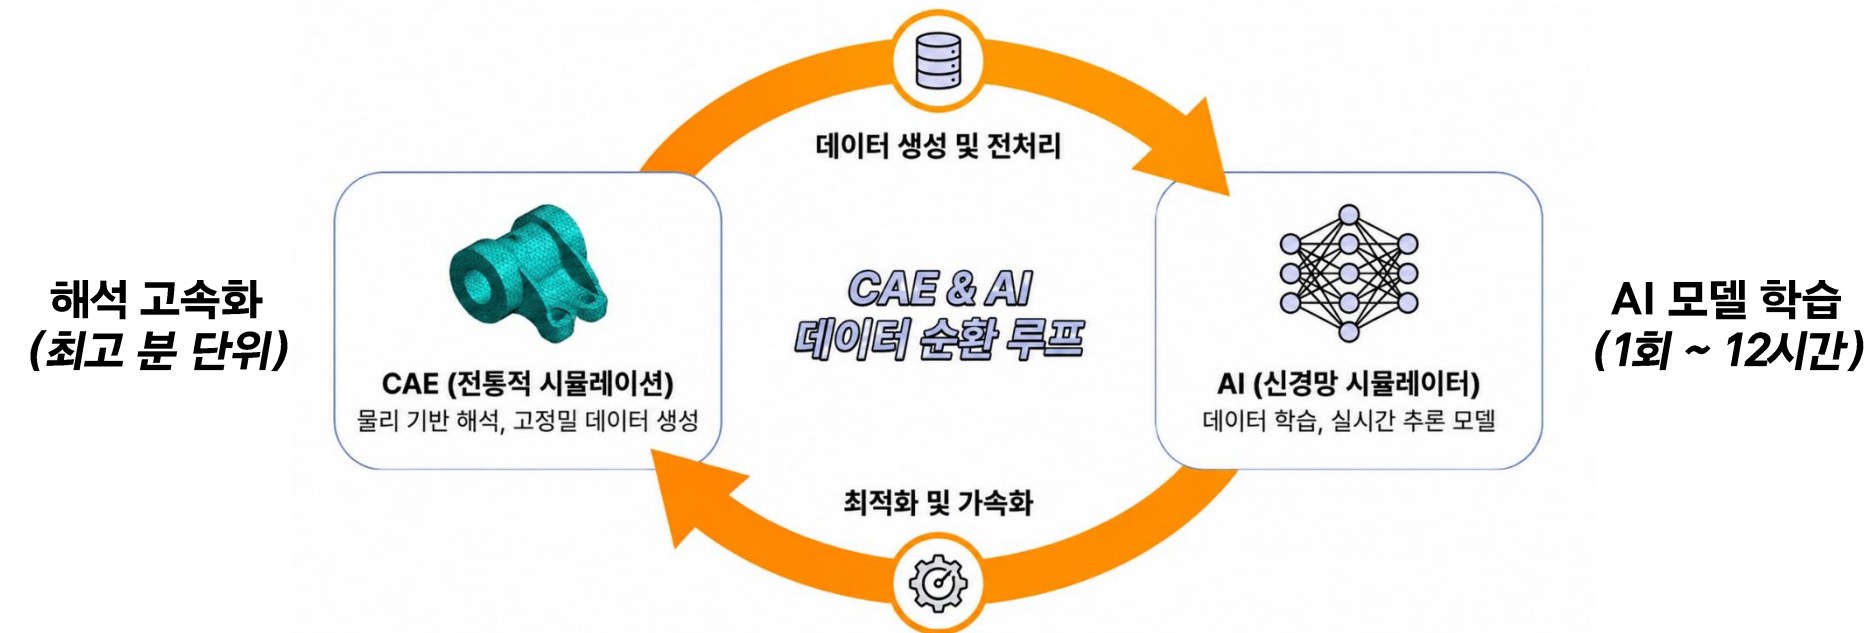 데이터 생성 및 전처리
해석 고속화
(최고 분 단위)
CAE (전통적 시뮬레이션)
물리 기반 해석, 고정밀 데이터 생성
CAE & AI
데이터 순환 루프
AI (신경망 시뮬레이터)
데이터 학습, 실시간 추론 모델
AI 모델 학습
(1회 ~ 12시간)
최적화 및 가속화